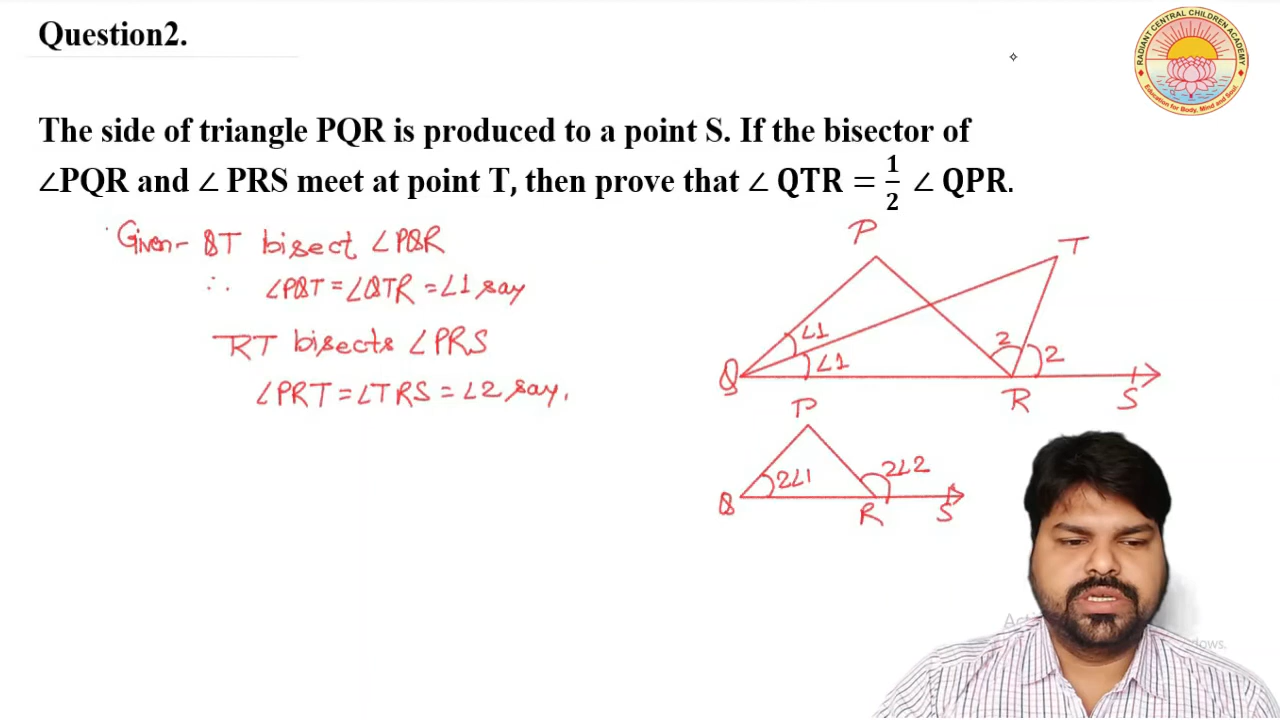 Question2.
RADIANT CENTRAL CHILDREN ACADEMY
Education for Body, Mind and Soul
The side of triangle PQR is produced to a point S. If the bisector of
∠PQR and ∠ PRS meet at point T, then prove that ∠ QTR = 1/2 ∠ QPR.
Given- QT bisect ∠PQR
∴ ∠PQT = ∠QTR = ∠1 say
RT bisects ∠PRS
∠PRT = ∠TRS = ∠2 say.
P
T
∠1
∠1
2
2
Q
R
S
P
2∠1
2∠2
Q
R
S